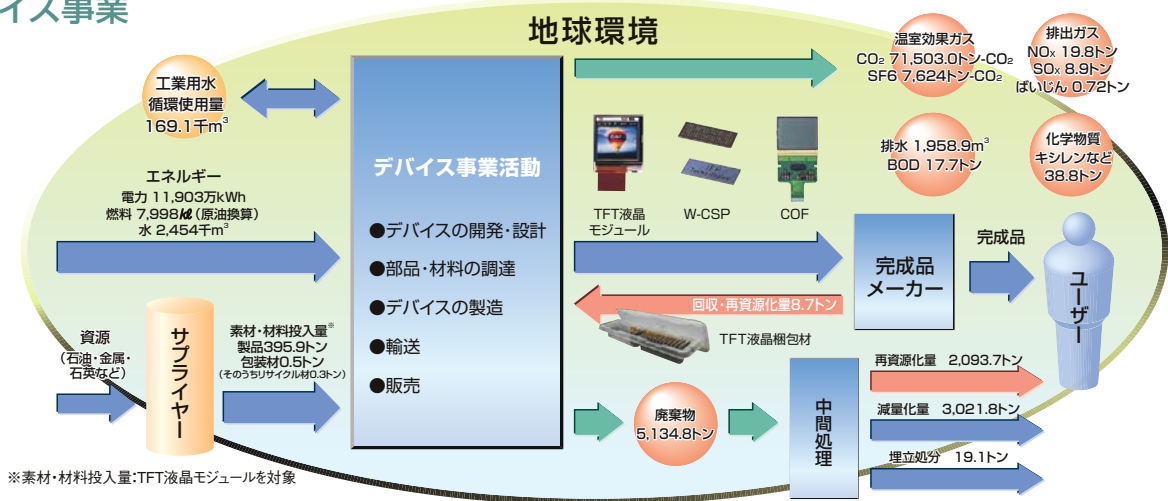 イス事業
地球環境
工業用水
循環使用量
169.1千m³
エネルギー
電力 11,903万kWh
燃料 7,998㎘(原油換算)
水 2,454千m³
資源
(石油・金属・
石英など)
サプライヤー
素材・材料投入量※
製品395.9トン
包装材0.5トン
(そのうちリサイクル材0.3トン)
デバイス事業活動
●デバイスの開発・設計
●部品・材料の調達
●デバイスの製造
●輸送
●販売
温室効果ガス
CO₂ 71,503.0トン-CO₂
SF6 7,624トン-CO₂
排出ガス
NOx 19.8トン
SOx 8.9トン
ばいじん 0.72トン
排水 1,958.9m³
BOD 17.7トン
化学物質
キシレンなど
38.8トン
TFT液晶
モジュール
W-CSP
COF
完成品
メーカー
完成品
ユーザー
回収・再資源化量8.7トン
TFT液晶梱包材
廃棄物
5,134.8トン
中間処理
再資源化量 2,093.7トン
減量化量 3,021.8トン
埋立処分 19.1トン
※素材・材料投入量:TFT液晶モジュールを対象